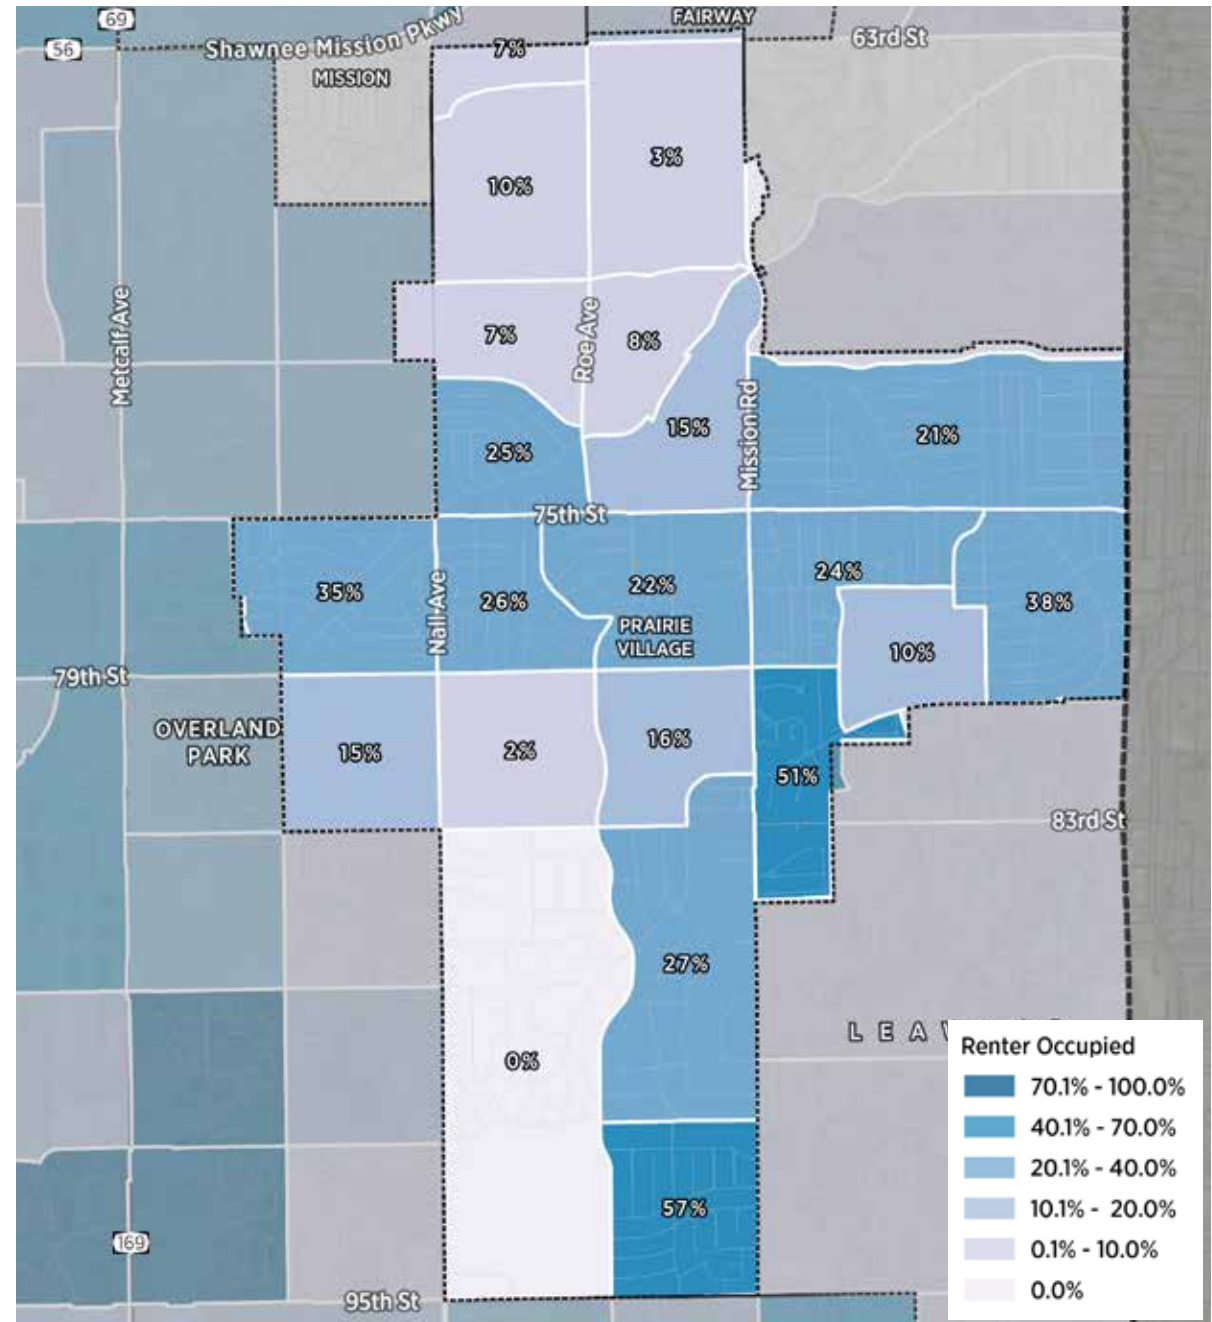 69
FAIRWAY
56
Shawnee Mission Pkwy
7%
63rd St
MISSION
3%
10%
Metcalf Ave
Roe Ave
7%
8%
Mission Rd
15%
21%
25%
75th St
35%
Nall Ave
26%
22%
24%
38%
PRAIRIE
VILLAGE
10%
79th St
OVERLAND
PARK
15%
2%
16%
51%
83rd St
27%
0%
57%
169
95th St
L E A
Renter Occupied
70.1% - 100.0%
40.1% - 70.0%
20.1% - 40.0%
10.1% - 20.0%
0.1% - 10.0%
0.0%